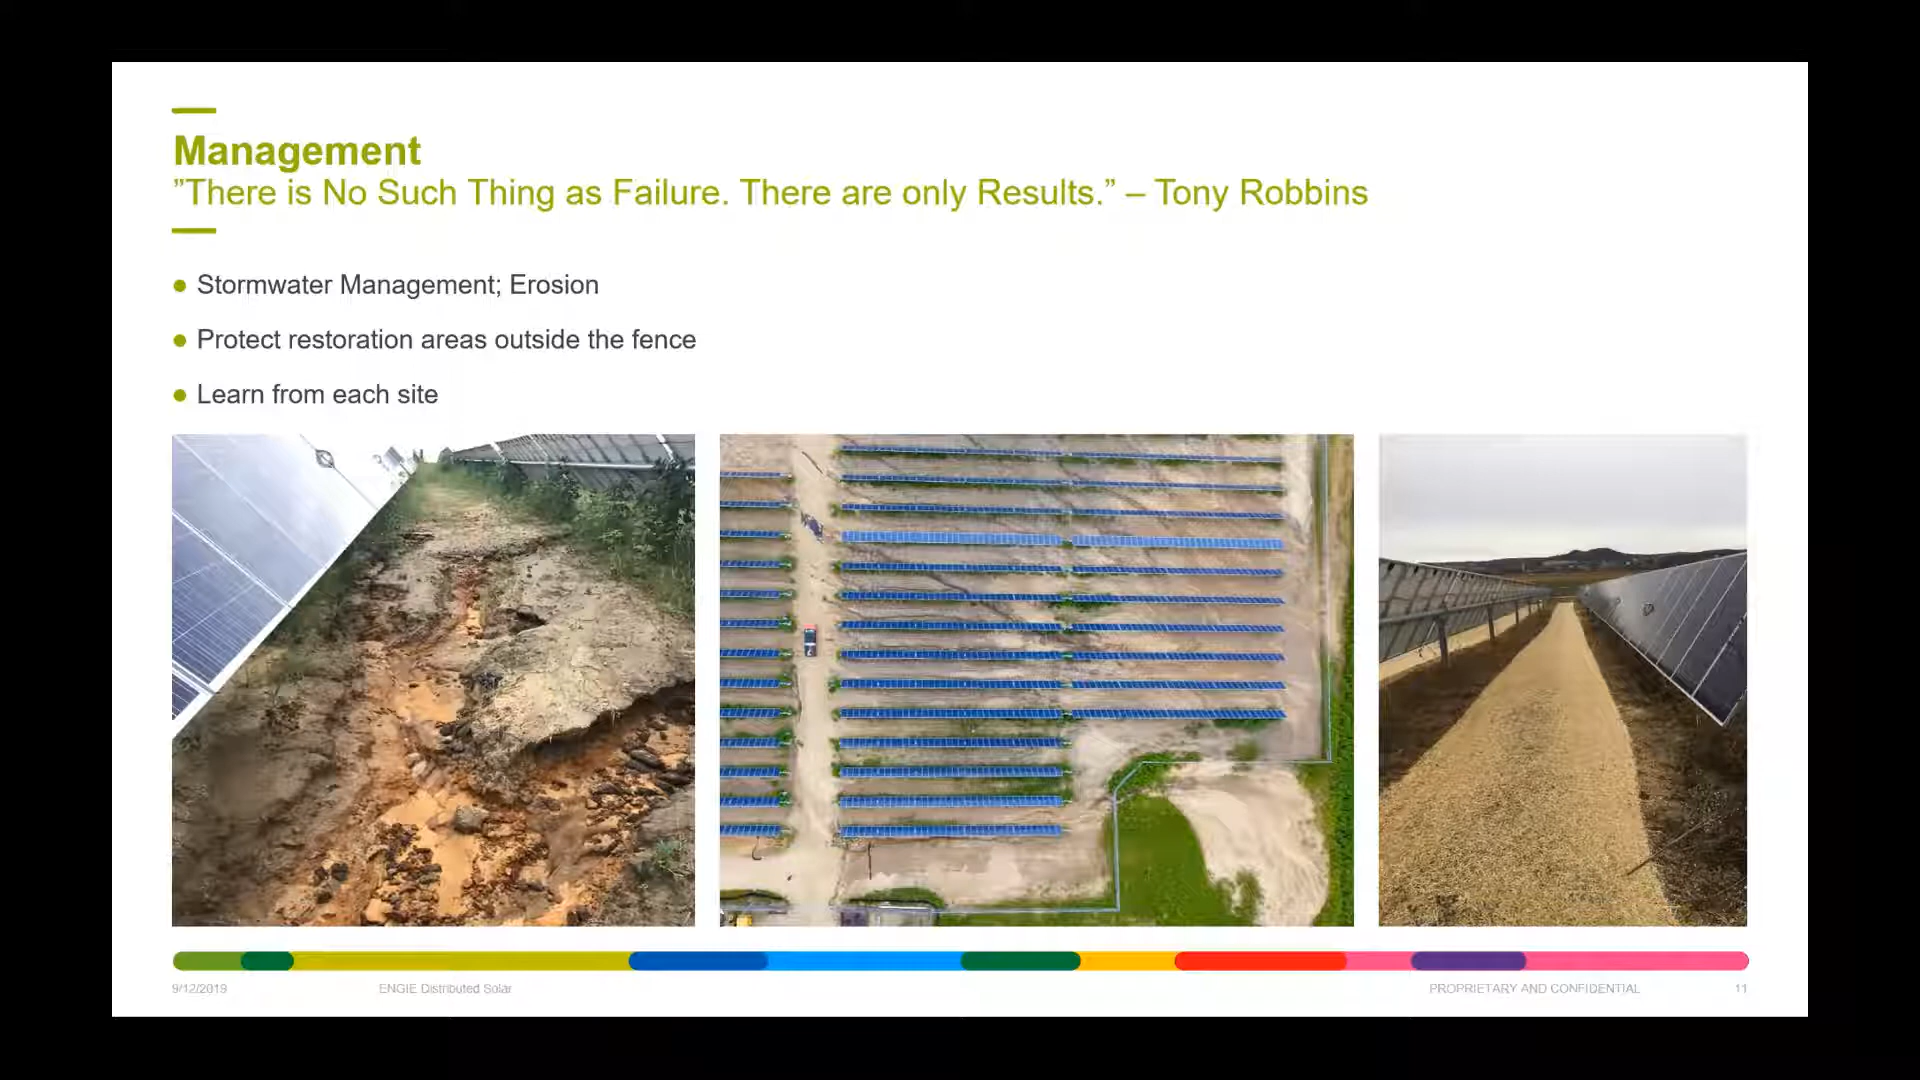 Management
”There is No Such Thing as Failure. There are only Results.” – Tony Robbins
Stormwater Management; Erosion
Protect restoration areas outside the fence
Learn from each site
9/12/2019
ENGIE Distributed Solar
PROPRIETARY AND CONFIDENTIAL
11